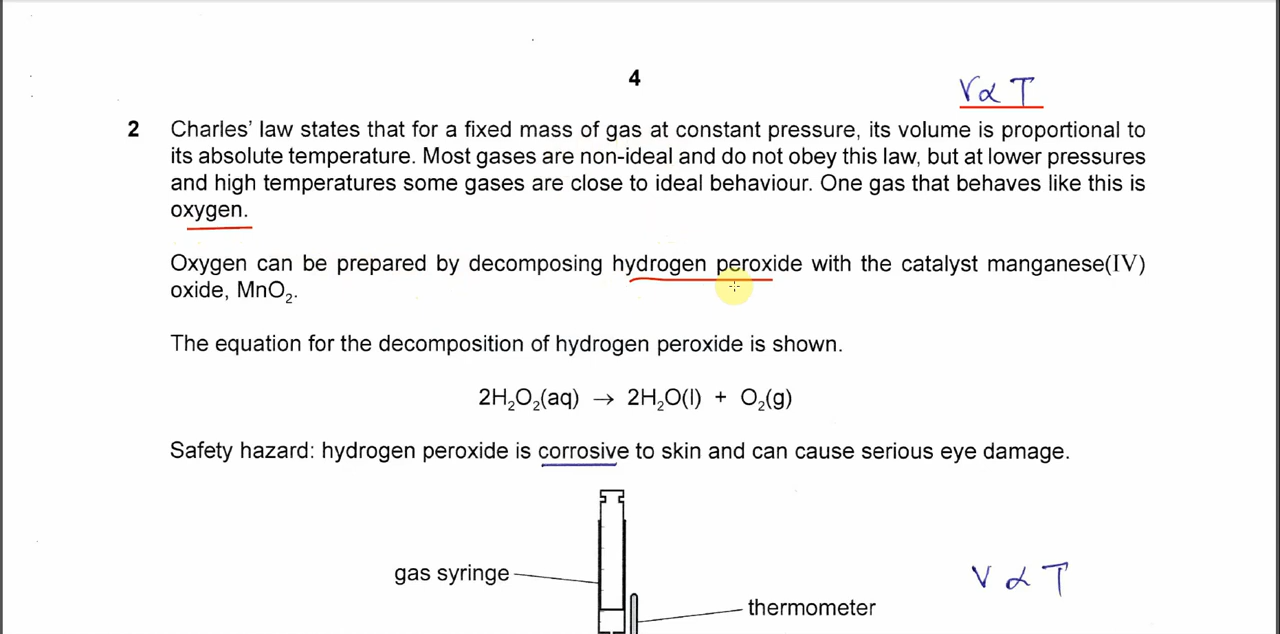 4
V∝T
2 Charles' law states that for a fixed mass of gas at constant pressure, its volume is proportional to
its absolute temperature. Most gases are non-ideal and do not obey this law, but at lower pressures
and high temperatures some gases are close to ideal behaviour. One gas that behaves like this is
oxygen.
Oxygen can be prepared by decomposing hydrogen peroxide with the catalyst manganese(IV)
oxide, MnO₂.
The equation for the decomposition of hydrogen peroxide is shown.
2H₂O₂(aq) → 2H₂O(l) + O₂(g)
Safety hazard: hydrogen peroxide is corrosive to skin and can cause serious eye damage.
gas syringe
V∝T
thermometer